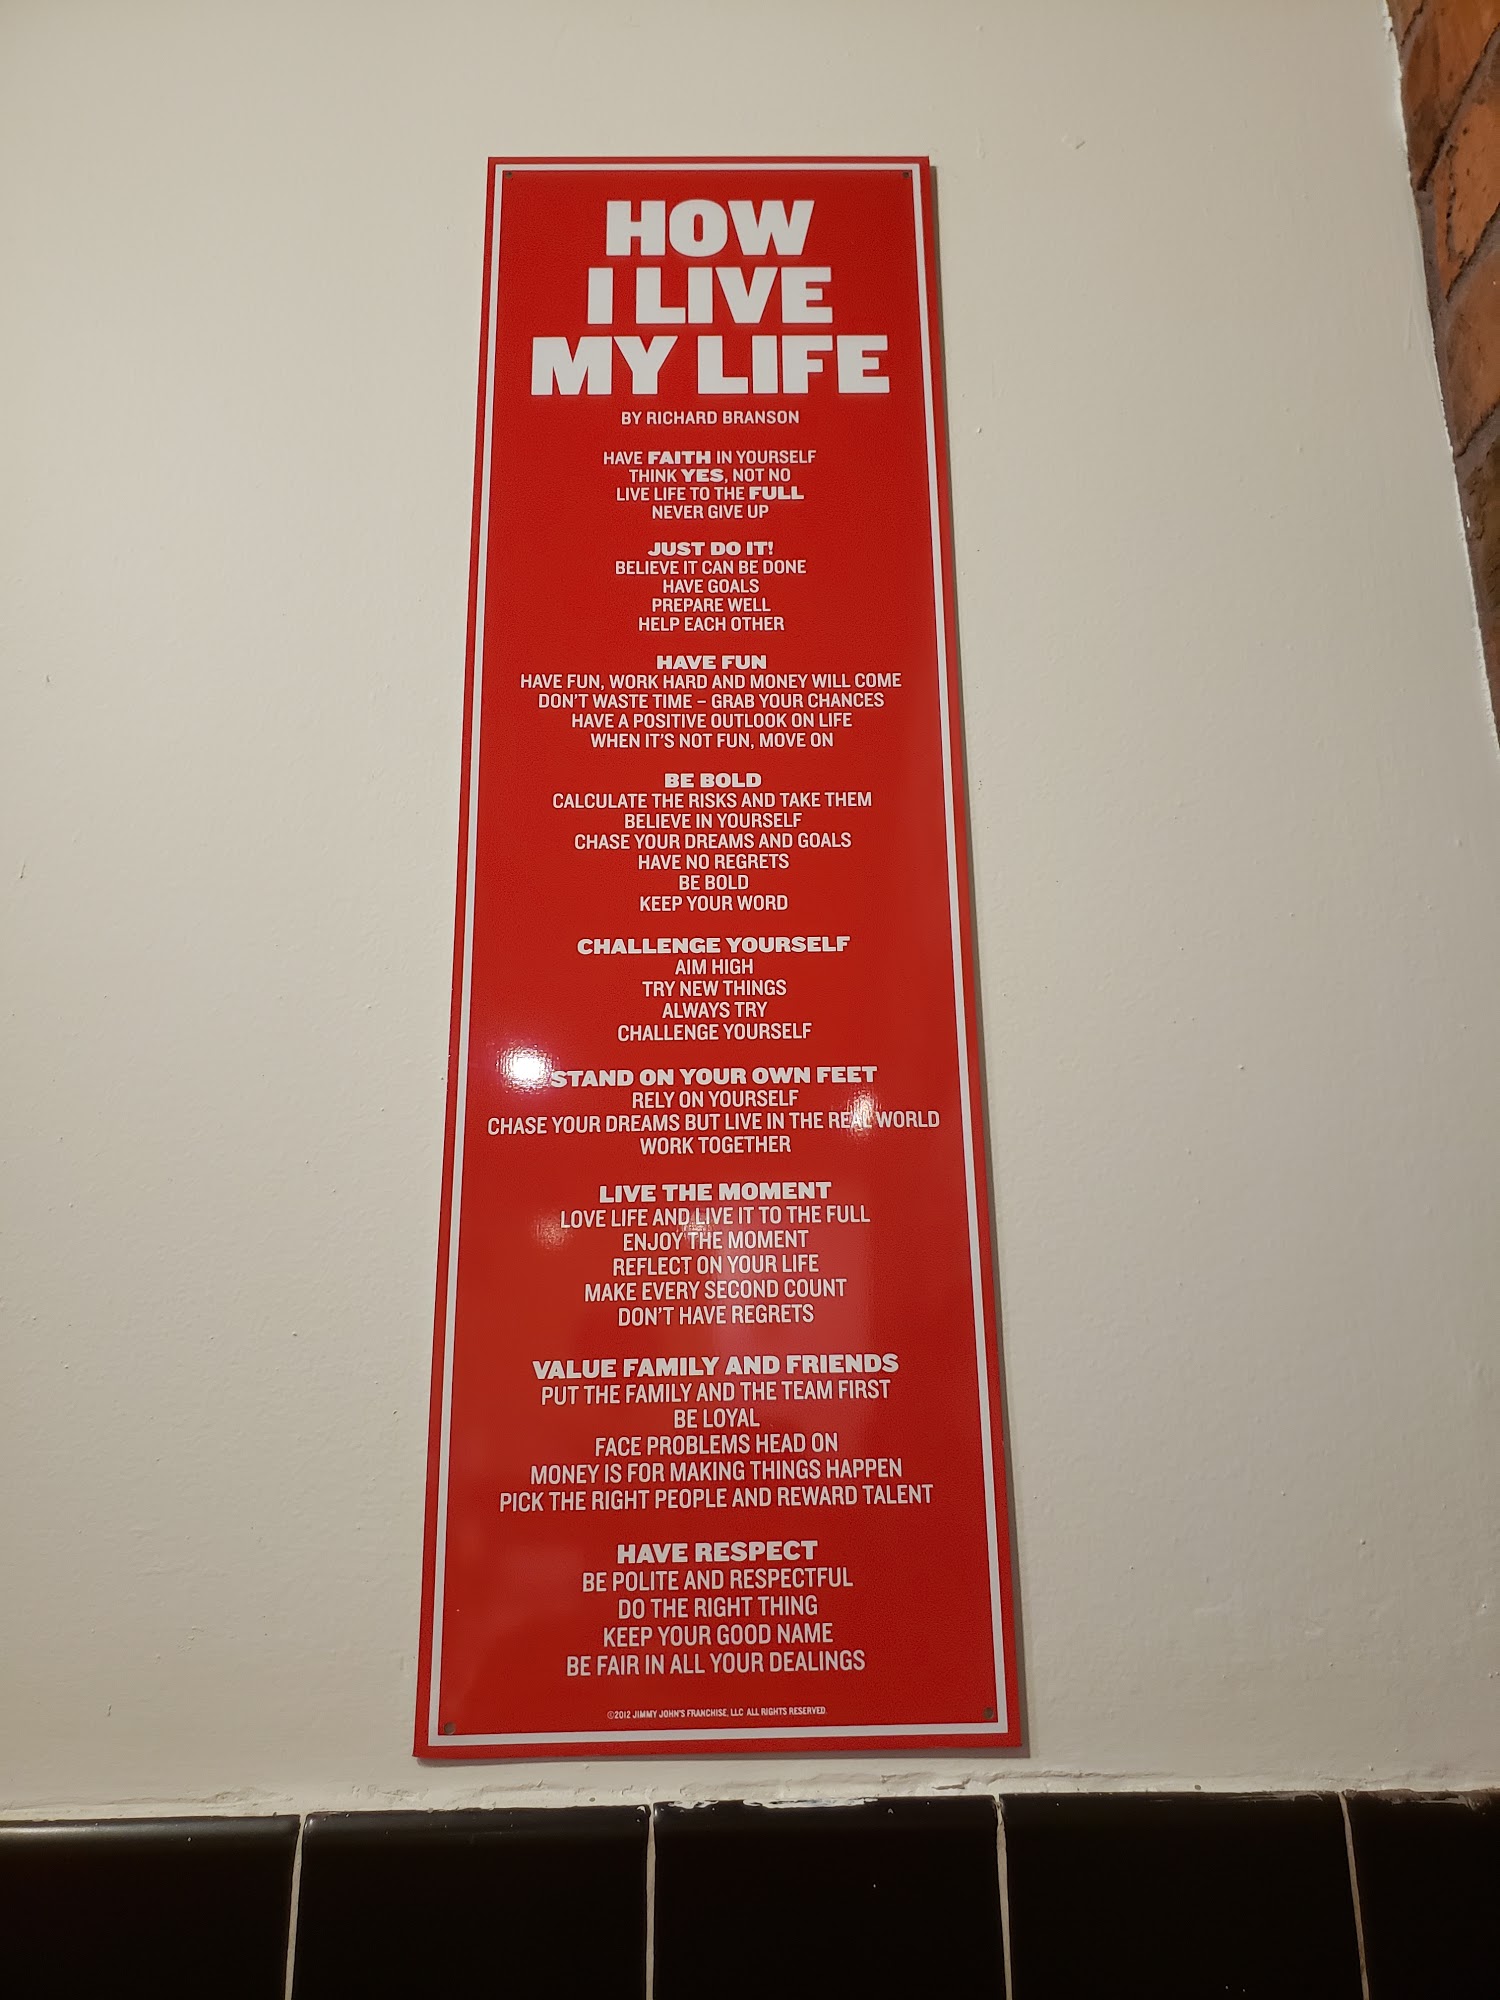 HOW
I LIVE
MY LIFE
BY RICHARD BRANSON
HAVE FAITH IN YOURSELF
THINK YES, NOT NO
LIVE LIFE TO THE FULL
NEVER GIVE UP
JUST DO IT!
BELIEVE IT CAN BE DONE
HAVE GOALS
PREPARE WELL
HELP EACH OTHER
HAVE FUN
HAVE FUN, WORK HARD AND MONEY WILL COME
DON'T WASTE TIME – GRAB YOUR CHANCES
HAVE A POSITIVE OUTLOOK ON LIFE
WHEN IT'S NOT FUN, MOVE ON
BE BOLD
CALCULATE THE RISKS AND TAKE THEM
BELIEVE IN YOURSELF
CHASE YOUR DREAMS AND GOALS
HAVE NO REGRETS
BE BOLD
KEEP YOUR WORD
CHALLENGE YOURSELF
AIM HIGH
TRY NEW THINGS
ALWAYS TRY
CHALLENGE YOURSELF
STAND ON YOUR OWN FEET
RELY ON YOURSELF
CHASE YOUR DREAMS BUT LIVE IN THE REAL WORLD
WORK TOGETHER
LIVE THE MOMENT
LOVE LIFE AND LIVE IT TO THE FULL
ENJOY THE MOMENT
REFLECT ON YOUR LIFE
MAKE EVERY SECOND COUNT
DON'T HAVE REGRETS
VALUE FAMILY AND FRIENDS
PUT THE FAMILY AND THE TEAM FIRST
BE LOYAL
FACE PROBLEMS HEAD ON
MONEY IS FOR MAKING THINGS HAPPEN
PICK THE RIGHT PEOPLE AND REWARD TALENT
HAVE RESPECT
BE POLITE AND RESPECTFUL
DO THE RIGHT THING
KEEP YOUR GOOD NAME
BE FAIR IN ALL YOUR DEALINGS
©2012 JIMMY JOHN'S FRANCHISE, LLC ALL RIGHTS RESERVED.